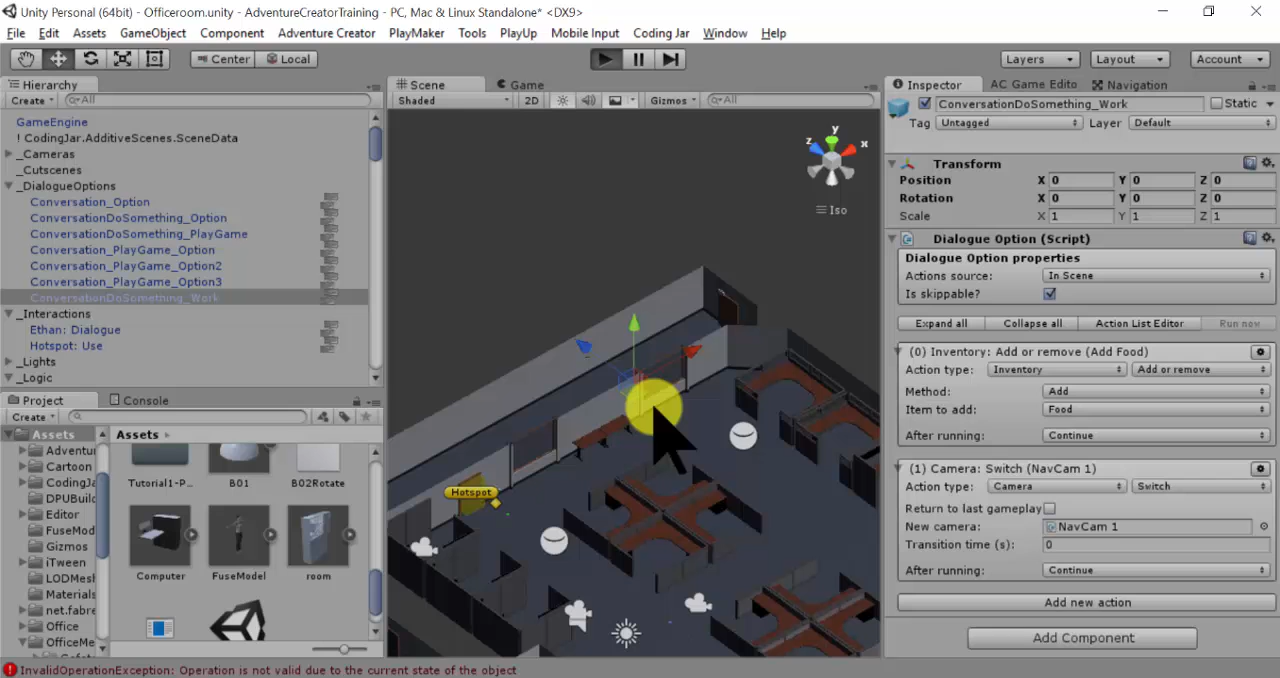 Unity Personal (64bit) - Officeroom.unity - AdventureCreatorTraining - PC, Mac & Linux Standalone* <DX9>
File Edit Assets GameObject Component Adventure Creator PlayMaker Tools PlayUp Mobile Input Coding Jar Window Help
Center Local Layers Layout Account
Hierarchy
Create All
GameEngine
! CodingJar.AdditiveScenes.SceneData
_Cameras
_Cutscenes
_DialogueOptions
Conversation_Option
ConversationDoSomething_Option
ConversationDoSomething_PlayGame
Conversation_PlayGame_Option
Conversation_PlayGame_Option2
Conversation_PlayGame_Option3
ConversationDoSomething_Work
_Interactions
Ethan: Dialogue
Hotspot: Use
_Lights
_Logic
Project Console
Create
Assets
Adventu
Cartoon
CodingJ
DPUBuil
Editor
FuseMod
Gizmos
iTween
LODMesh
Materials
net.fabre
Office
OfficeMe
Assets
Tutorial1-P... B01 B02Rotate
Computer FuseModel room
Scene Game
Shaded 2D Gizmos All
y
z x
Iso
Hotspot
Inspector AC Game Edito Navigation
ConversationDoSomething_Work Static
Tag Untagged Layer Default
Transform
Position X 0 Y 0 Z 0
Rotation X 0 Y 0 Z 0
Scale X 1 Y 1 Z 1
Dialogue Option (Script)
Dialogue Option properties
Actions source: In Scene
Is skippable?
Expand all Collapse all Action List Editor Run now
(0) Inventory: Add or remove (Add Food)
Action type: Inventory Add or remove
Method: Add
Item to add: Food
After running: Continue
(1) Camera: Switch (NavCam 1)
Action type: Camera Switch
Return to last gameplay
New camera: NavCam 1
Transition time (s): 0
After running: Continue
Add new action
Add Component
InvalidOperationException: Operation is not valid due to the current state of the object